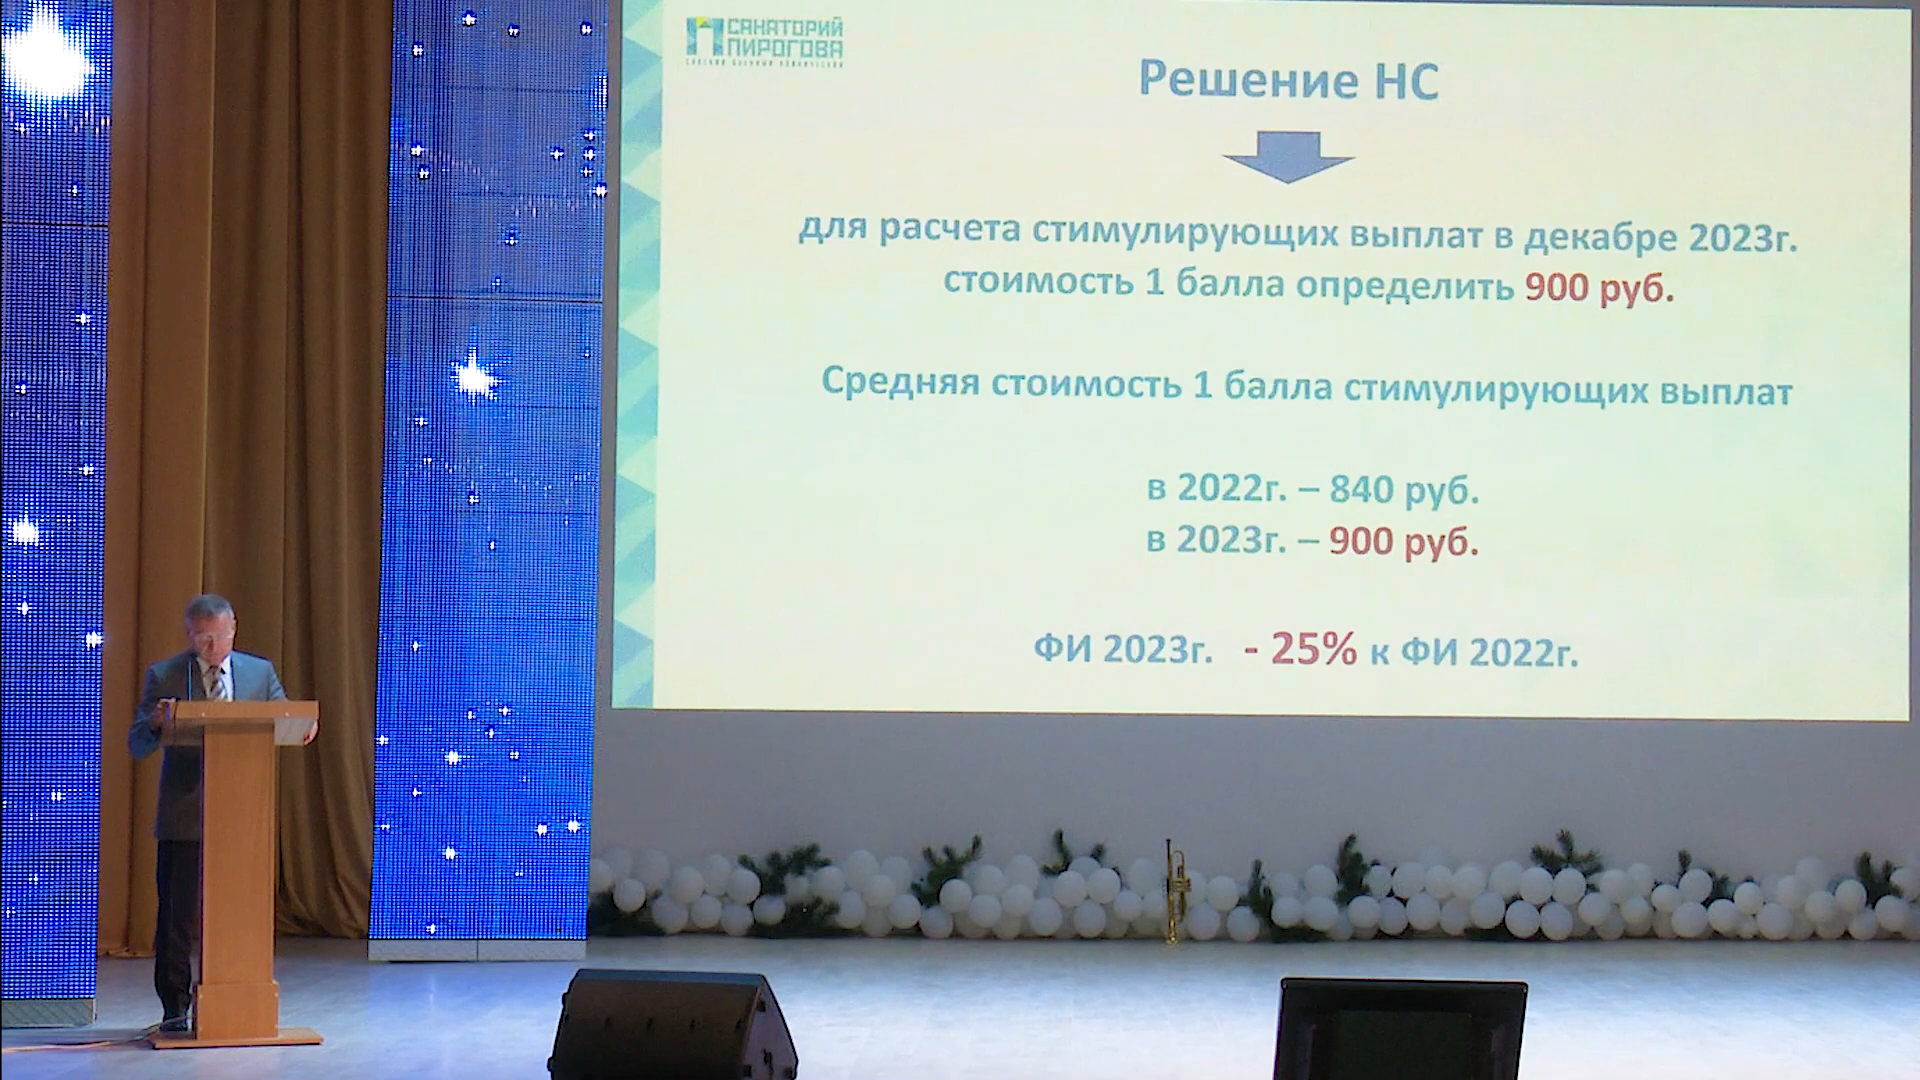 САНАТОРИЙ
ПИРОГОВА
Решение НС
для расчета стимулирующих выплат в декабре 2023г.
стоимость 1 балла определить 900 руб.
Средняя стоимость 1 балла стимулирующих выплат
в 2022г. – 840 руб.
в 2023г. – 900 руб.
ФИ 2023г. - 25% к ФИ 2022г.